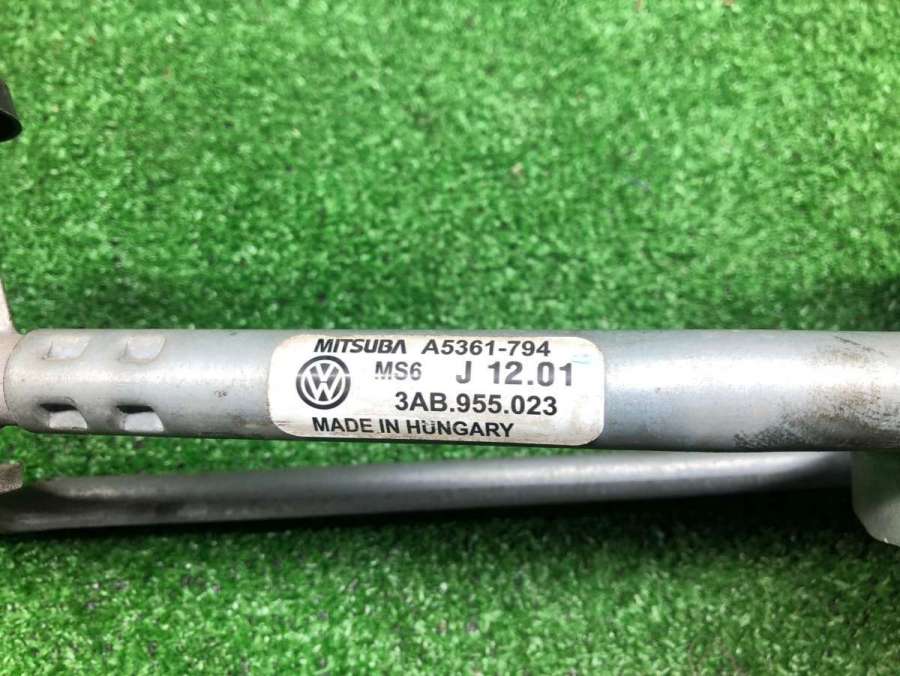 MITSUBA A5361-794
MS6 J 12.01
3AB.955.023
MADE IN HUNGARY